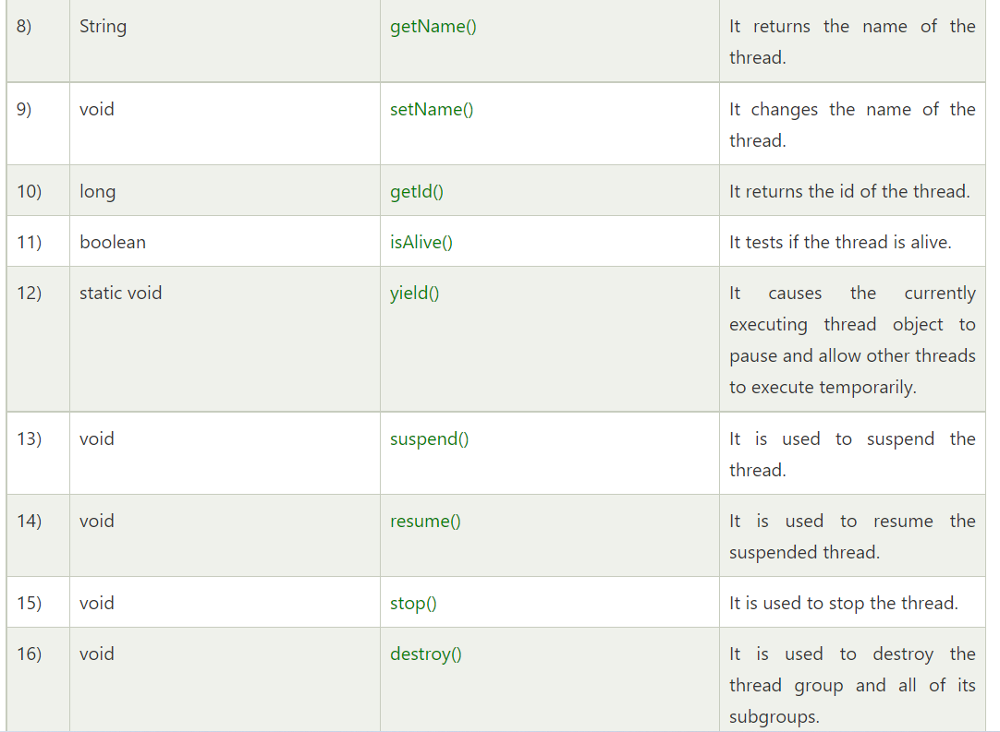 8) String getName() It returns the name of the
thread.
9) void setName() It changes the name of the
thread.
10) long getId() It returns the id of the thread.
11) boolean isAlive() It tests if the thread is alive.
12) static void yield() It causes the currently
executing thread object to
pause and allow other threads
to execute temporarily.
13) void suspend() It is used to suspend the
thread.
14) void resume() It is used to resume the
suspended thread.
15) void stop() It is used to stop the thread.
16) void destroy() It is used to destroy the
thread group and all of its
subgroups.